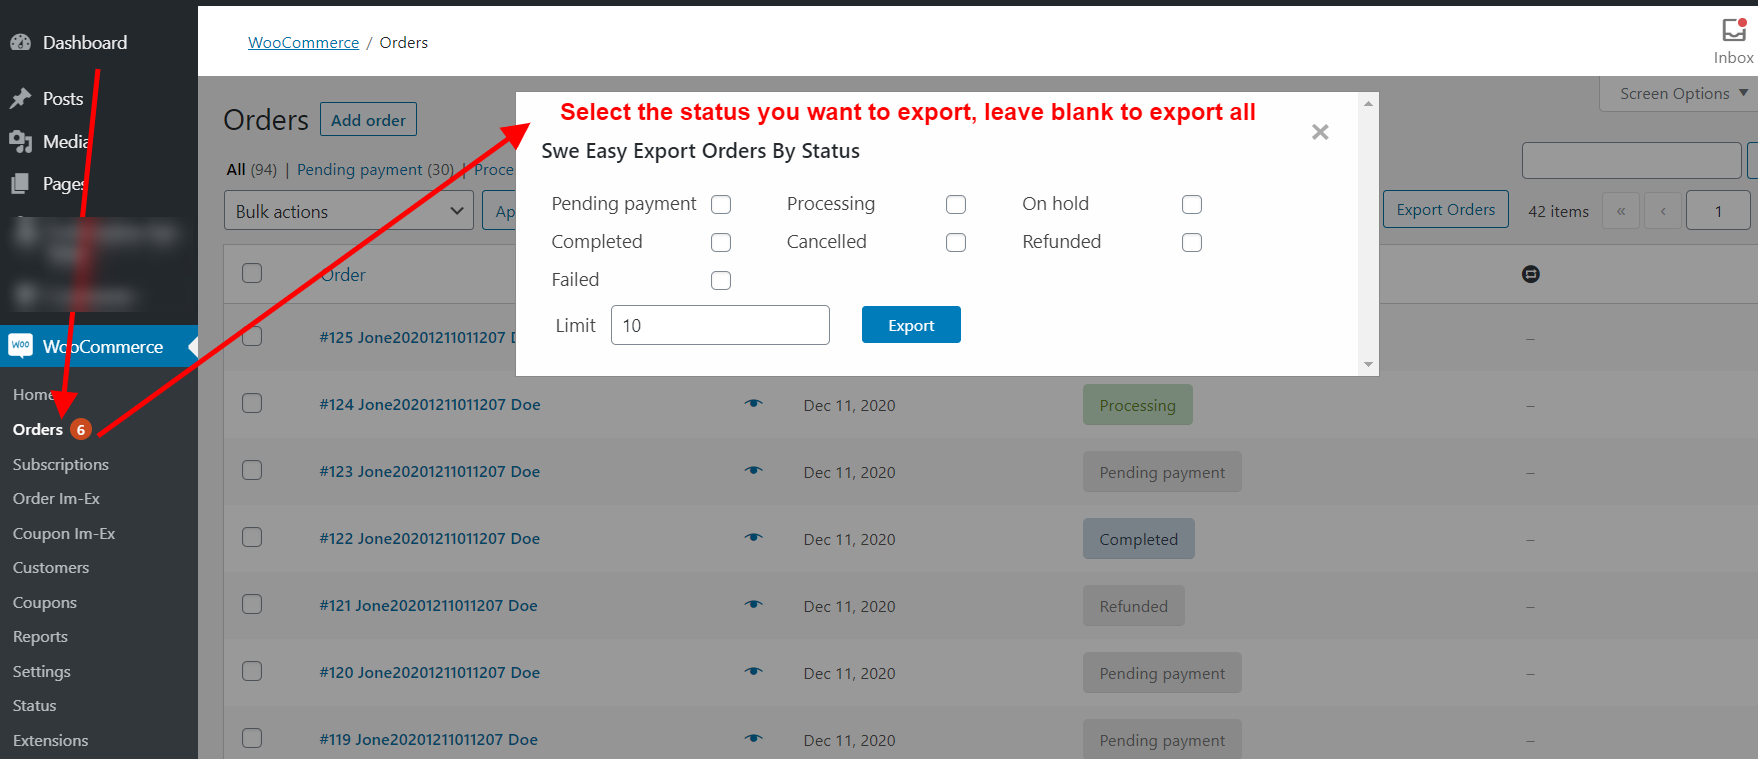 Dashboard
Posts
Media
Pages
WooCommerce
Home
Orders 6
Subscriptions
Order Im-Ex
Coupon Im-Ex
Customers
Coupons
Reports
Settings
Status
Extensions
WooCommerce / Orders
Inbox
Screen Options
Orders Add order
All (94) | Pending payment (30) | Proce
Bulk actions
Ap
Export Orders 42 items « ‹ 1
Select the status you want to export, leave blank to export all
Swe Easy Export Orders By Status
Pending payment Processing On hold
Completed Cancelled Refunded
Failed
Limit 10 Export
Order
#125 Jone20201211011207 –
#124 Jone20201211011207 Doe Dec 11, 2020 Processing –
#123 Jone20201211011207 Doe Dec 11, 2020 Pending payment –
#122 Jone20201211011207 Doe Dec 11, 2020 Completed –
#121 Jone20201211011207 Doe Dec 11, 2020 Refunded –
#120 Jone20201211011207 Doe Dec 11, 2020 Pending payment –
#119 Jone20201211011207 Doe Dec 11, 2020 Pending payment –